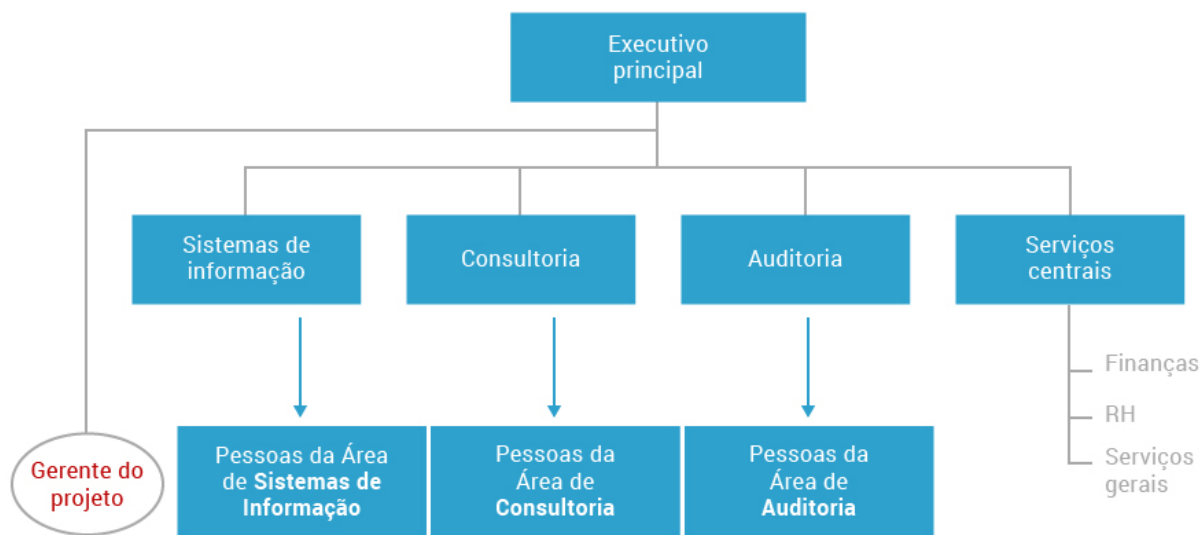 Executivo
principal
Sistemas de
informação
Consultoria
Auditoria
Serviços
centrais
Finanças
RH
Serviços
gerais
Gerente do
projeto
Pessoas da Área
de Sistemas de
Informação
Pessoas da
Área de
Consultoria
Pessoas da
Área de
Auditoria